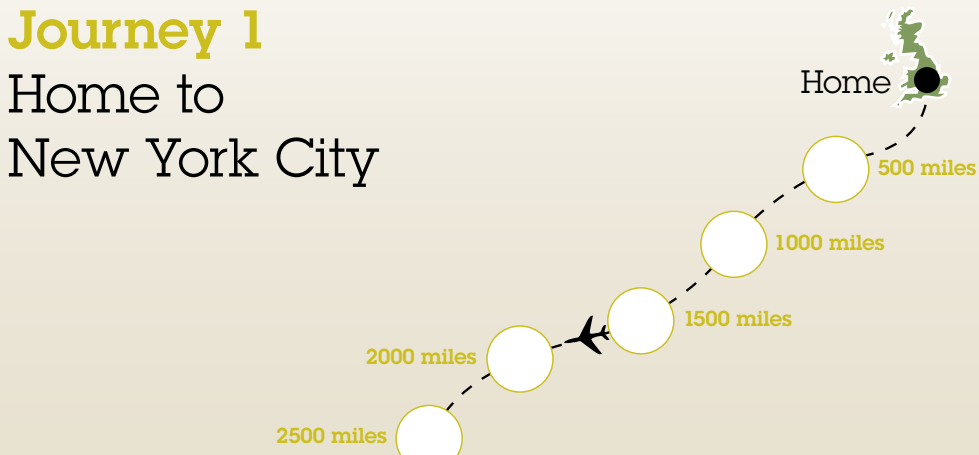 Journey 1
Home to
New York City
Home
500 miles
1000 miles
1500 miles
2000 miles
2500 miles